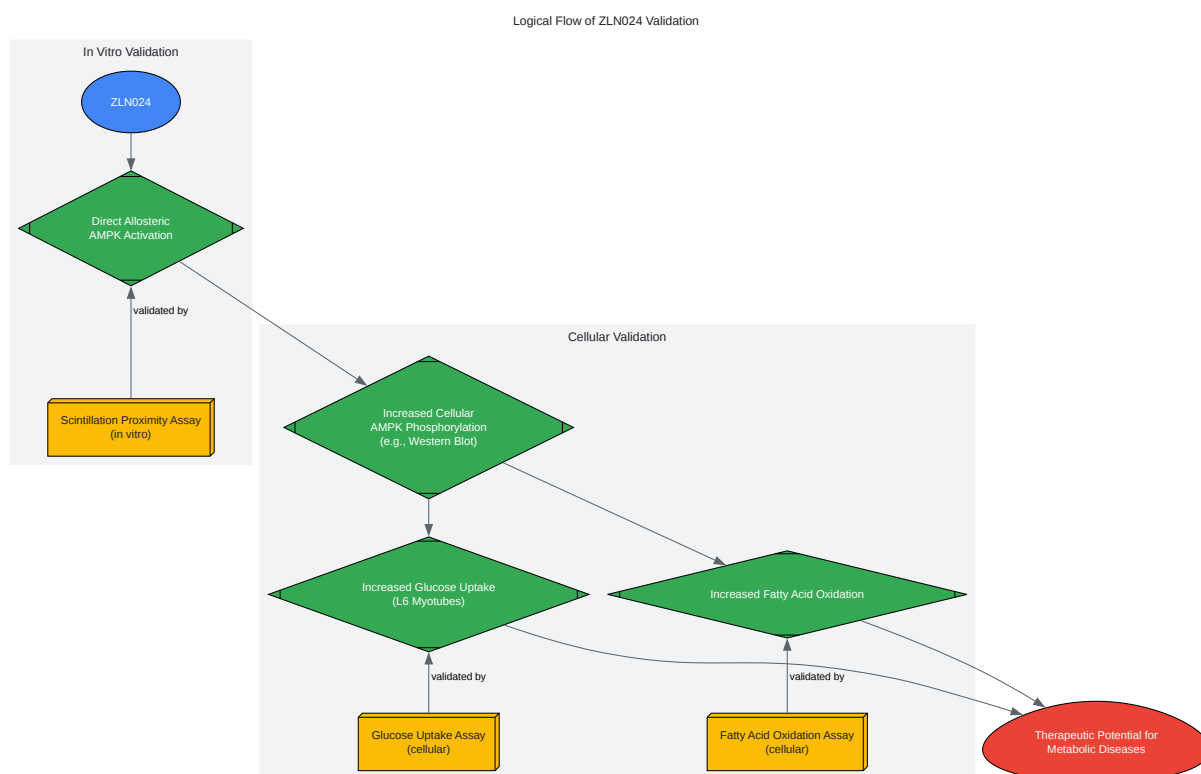 Logical Flow of ZLN024 Validation
In Vitro Validation
ZLN024
Direct Allosteric
AMPK Activation
validated by
Scintillation Proximity Assay
(in vitro)
Cellular Validation
Increased Cellular
AMPK Phosphorylation
(e.g., Western Blot)
Increased Glucose Uptake
(L6 Myotubes)
Increased Fatty Acid Oxidation
validated by
validated by
Glucose Uptake Assay
(cellular)
Fatty Acid Oxidation Assay
(cellular)
Therapeutic Potential for
Metabolic Diseases